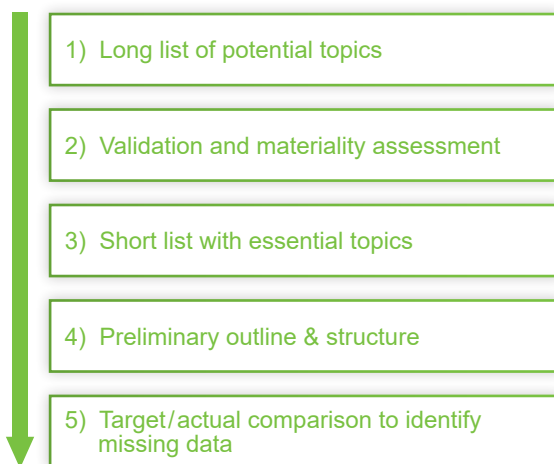 1) Long list of potential topics
2) Validation and materiality assessment
3) Short list with essential topics
4) Preliminary outline & structure
5) Target/actual comparison to identify
missing data